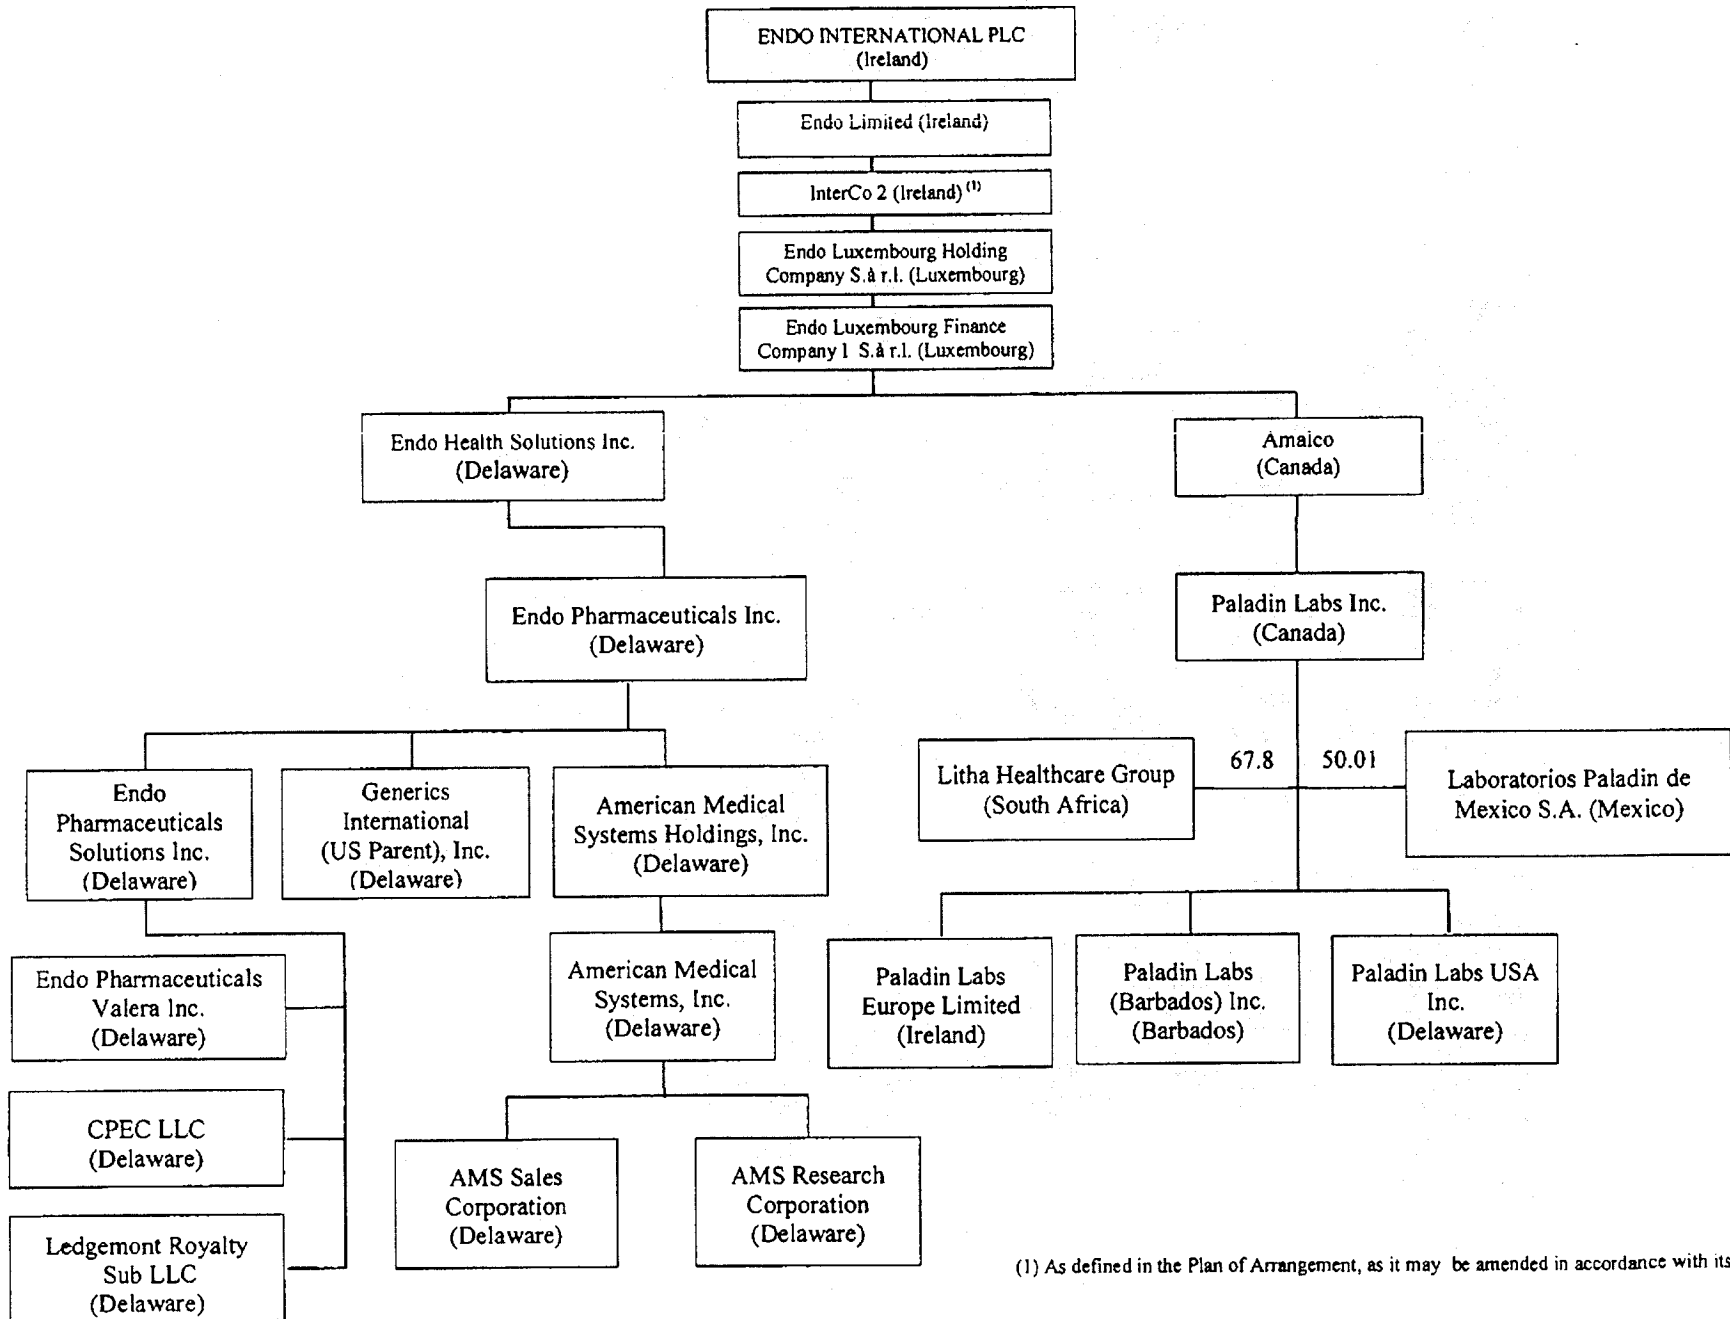 ENDO INTERNATIONAL PLC
(Ireland)
Endo Limited (Ireland)
InterCo 2 (Ireland) (1)
Endo Luxembourg Holding
Company S.à r.l. (Luxembourg)
Endo Luxembourg Finance
Company I S.à r.l. (Luxembourg)
Endo Health Solutions Inc.
(Delaware)
Amaico
(Canada)
Endo Pharmaceuticals Inc.
(Delaware)
Paladin Labs Inc.
(Canada)
Litha Healthcare Group
(South Africa)
67.8
50.01
Laboratorios Paladin de
Mexico S.A. (Mexico)
Endo
Pharmaceuticals
Solutions Inc.
(Delaware)
Generics
International
(US Parent), Inc.
(Delaware)
American Medical
Systems Holdings, Inc.
(Delaware)
Endo Pharmaceuticals
Valera Inc.
(Delaware)
American Medical
Systems, Inc.
(Delaware)
Paladin Labs
Europe Limited
(Ireland)
Paladin Labs
(Barbados) Inc.
(Barbados)
Paladin Labs USA
Inc.
(Delaware)
CPEC LLC
(Delaware)
AMS Sales
Corporation
(Delaware)
AMS Research
Corporation
(Delaware)
Ledgemont Royalty
Sub LLC
(Delaware)
(1) As defined in the Plan of Arrangement, as it may be amended in accordance with its